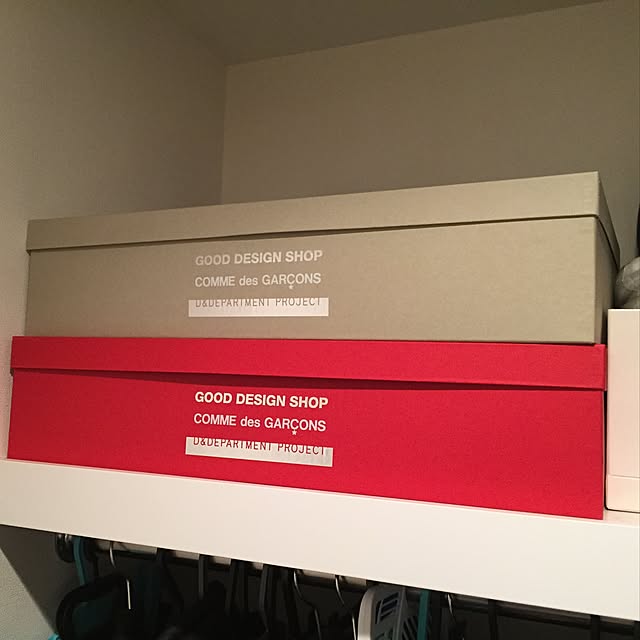 GOOD DESIGN SHOP
COMME des GARÇONS
D&DEPARTMENT PROJECT
GOOD DESIGN SHOP
COMME des GARÇONS
D&DEPARTMENT PROJECT